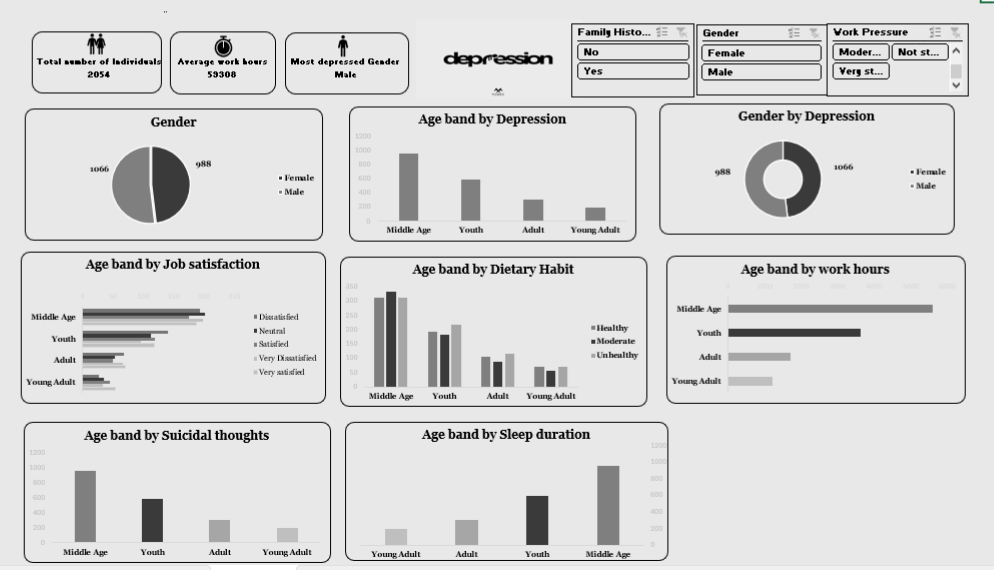 Total number of Individuals
2054
Average work hours
59308
Most depressed Gender
Male
depression
Family Histo...
No
Yes
Gender
Female
Male
Work Pressure
Moder...
Not st...
Very st...
Gender
1066
988
Female
Male
Age band by Depression
1200
1000
800
600
400
200
0
Middle Age
Youth
Adult
Young Adult
Gender by Depression
988
1066
Female
Male
Age band by Job satisfaction
Middle Age
Youth
Adult
Young Adult
Dissatisfied
Neutral
Satisfied
Very Dissatisfied
Very satisfied
Age band by Dietary Habit
350
300
250
200
150
100
50
0
Middle Age
Youth
Adult
Young Adult
Healthy
Moderate
Unhealthy
Age band by work hours
Middle Age
Youth
Adult
Young Adult
Age band by Suicidal thoughts
1200
1000
800
600
400
200
0
Middle Age
Youth
Adult
Young Adult
Age band by Sleep duration
1200
1000
800
600
400
200
0
Young Adult
Adult
Youth
Middle Age